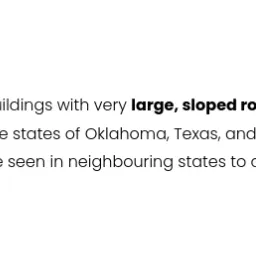 ildings with very large, sloped ro
e states of Oklahoma, Texas, and
e seen in neighbouring states to